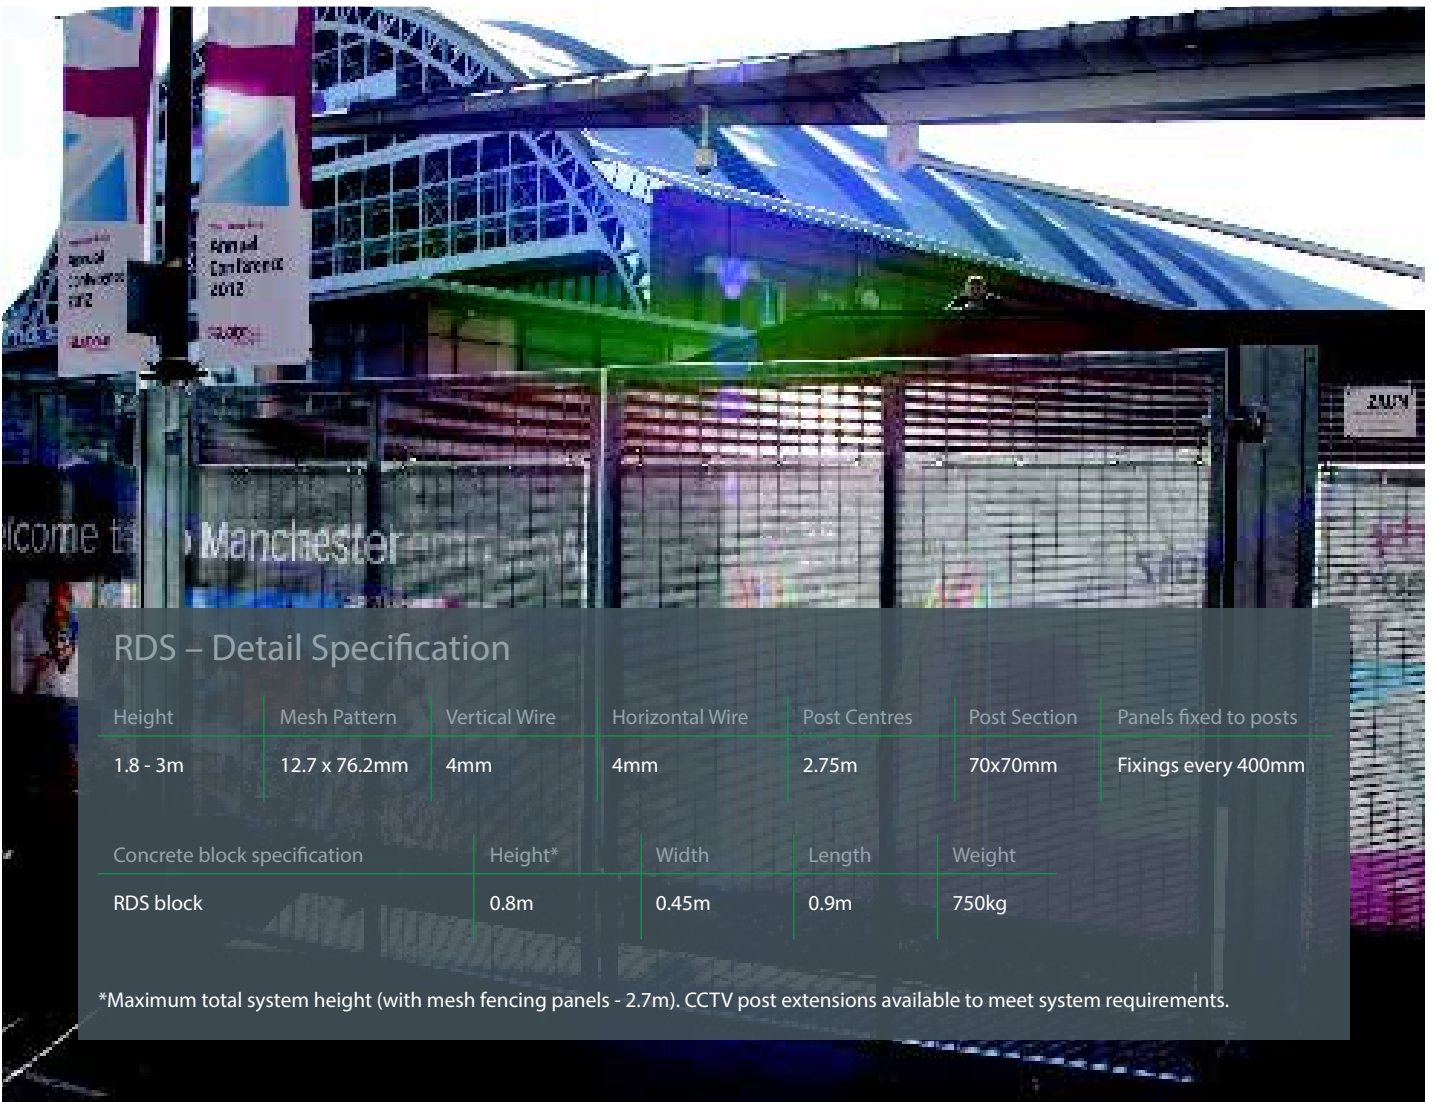 Annual
Conference
2012
Annual
Conference
2012
elcome t
Manchester
RDS – Detail Specification
Height Mesh Pattern Vertical Wire Horizontal Wire Post Centres Post Section Panels fixed to posts
1.8 - 3m 12.7 x 76.2mm 4mm 4mm 2.75m 70x70mm Fixings every 400mm
Concrete block specification Height* Width Length Weight
RDS block 0.8m 0.45m 0.9m 750kg
*Maximum total system height (with mesh fencing panels - 2.7m). CCTV post extensions available to meet system requirements.